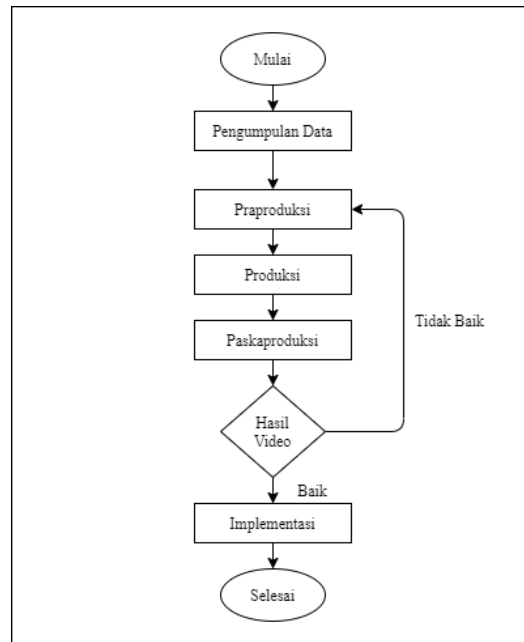 Mulai
Pengumpulan Data
Praproduksi
Produksi
Tidak Baik
Paskaproduksi
Hasil
Video
Baik
Implementasi
Selesai